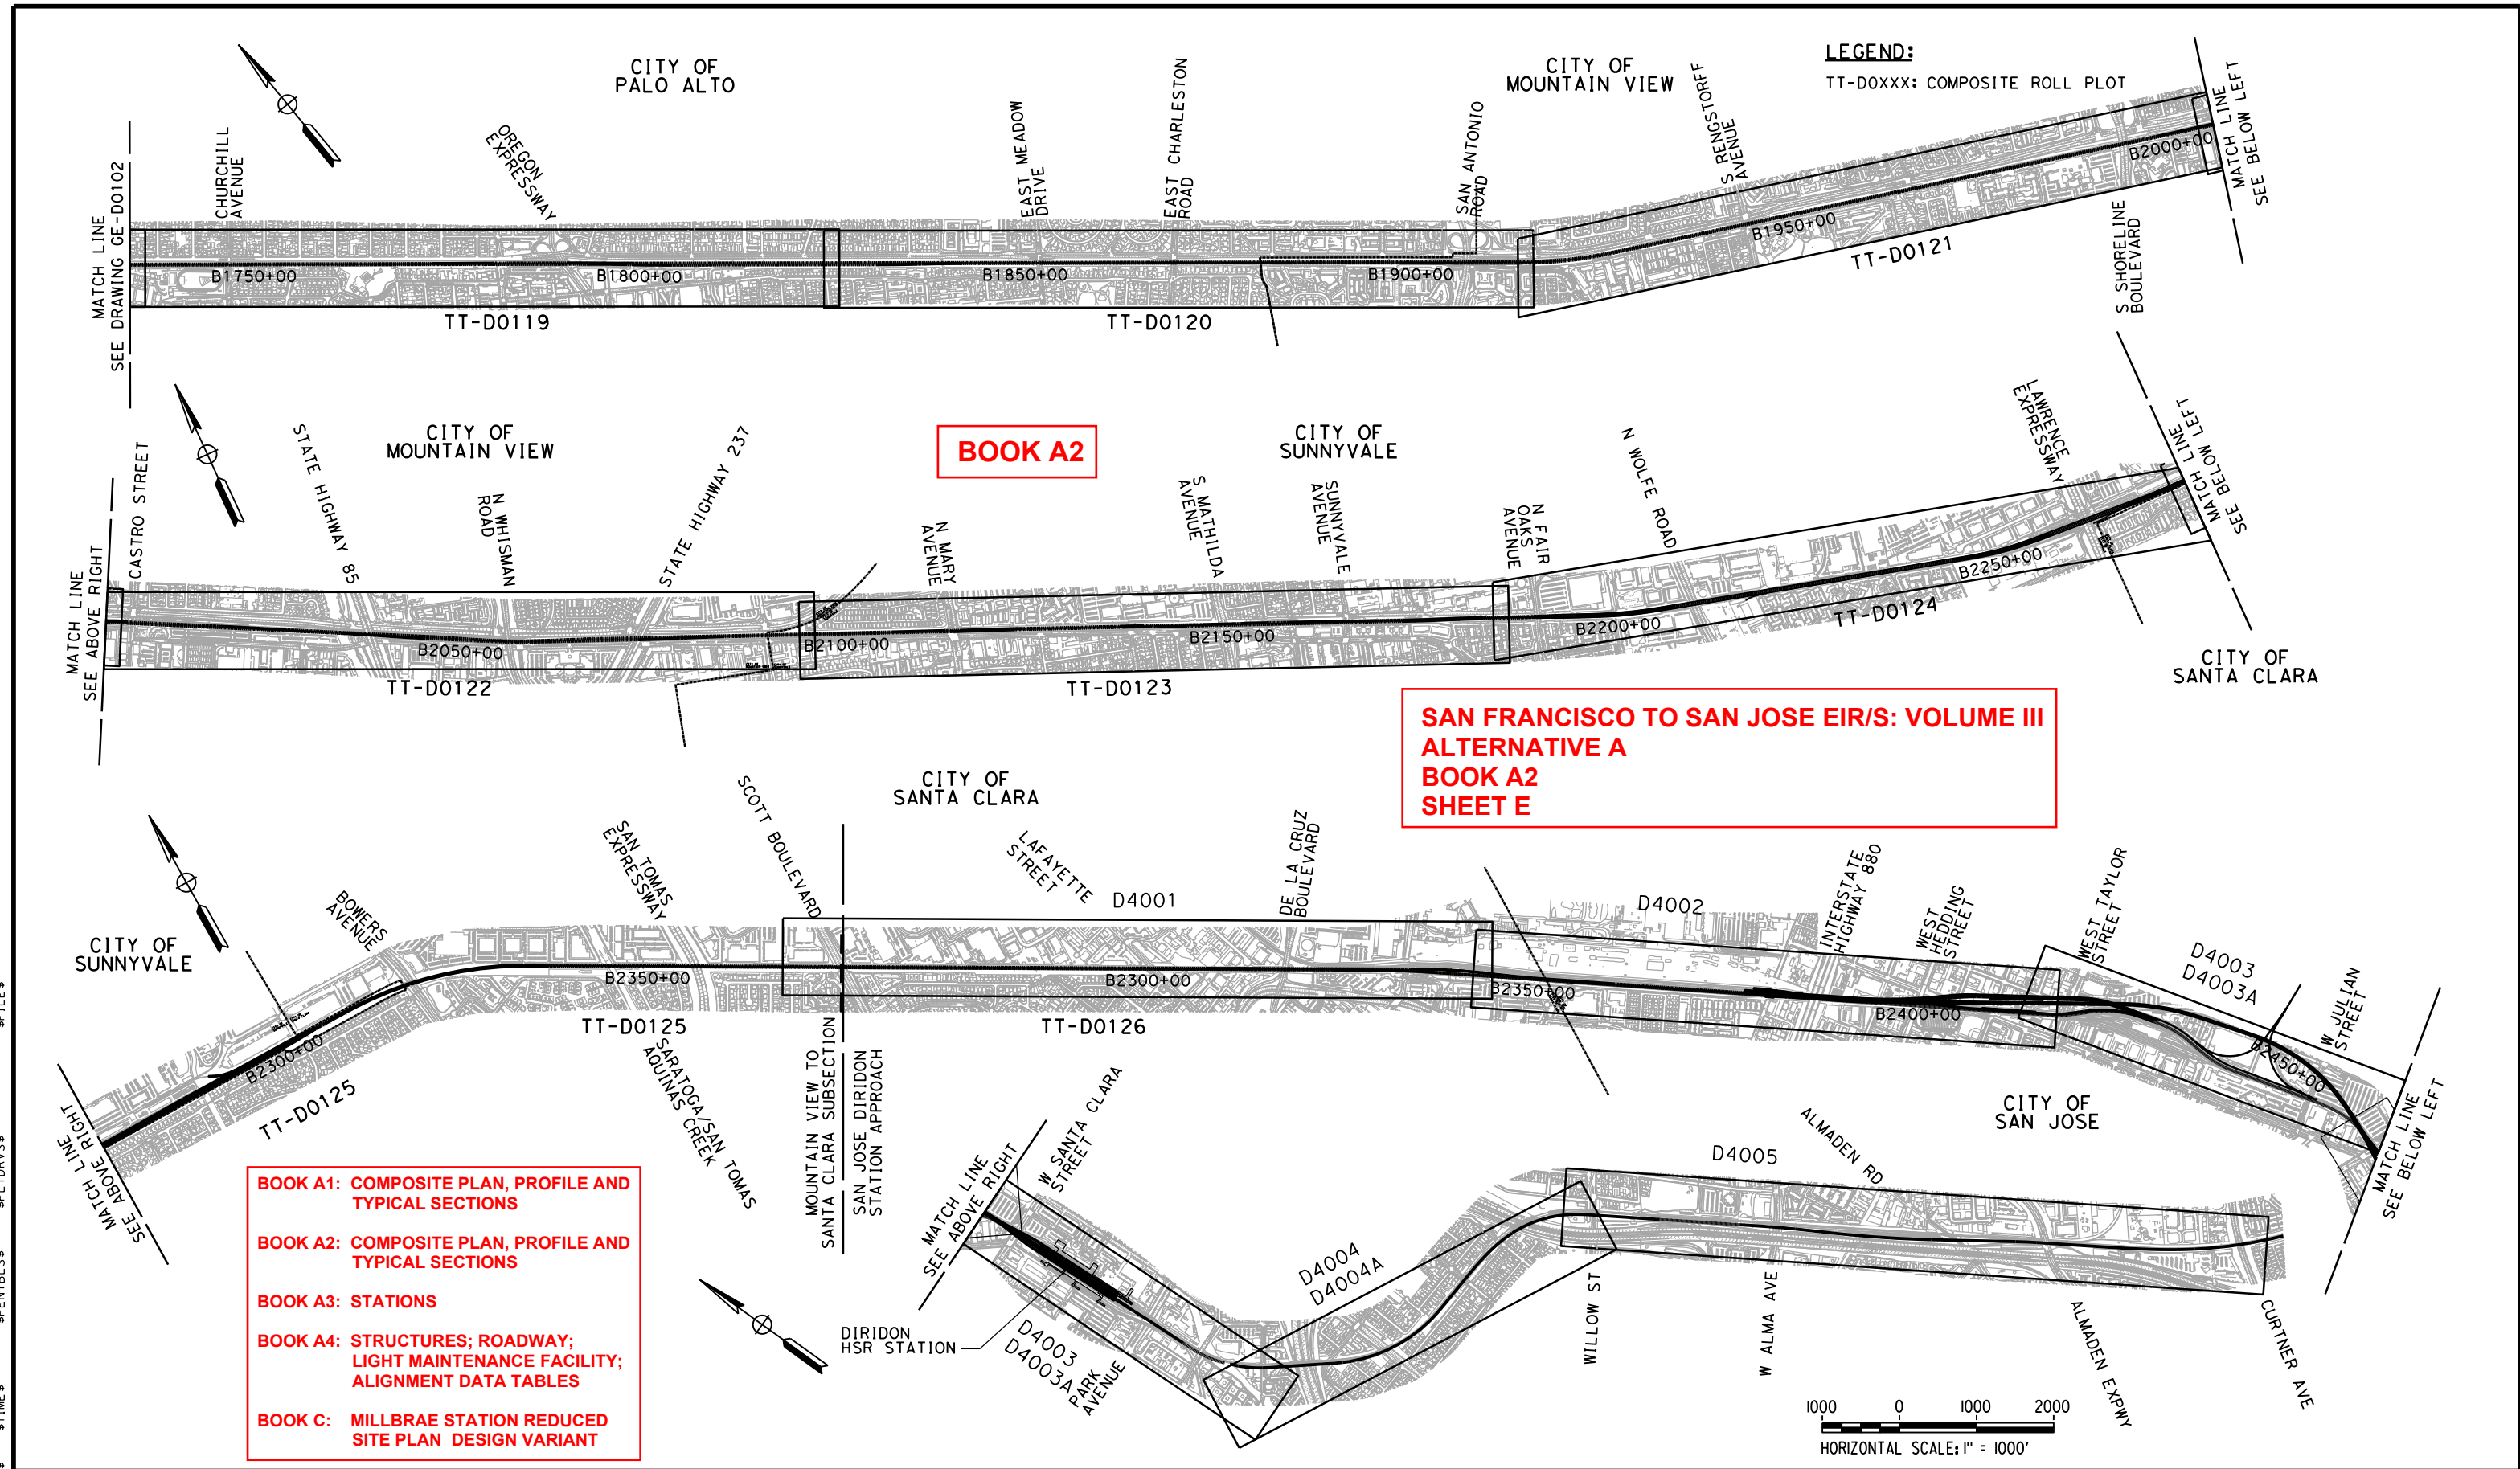 CITY OF
PALO ALTO
CITY OF
MOUNTAIN VIEW
LEGEND:
TT-D0XXX: COMPOSITE ROLL PLOT
MATCH LINE
SEE DRAWING GE-D0102
CHURCHILL
AVENUE
OREGON
EXPRESSWAY
EAST MEADOW
DRIVE
EAST CHARLESTON
ROAD
SAN ANTONIO
ROAD
S RENGSTORFF
AVENUE
S SHORELINE
BOULEVARD
MATCH LINE
SEE BELOW LEFT
B1750+00
B1800+00
B1850+00
B1900+00
B1950+00
B2000+00
TT-D0119
TT-D0120
TT-D0121
MATCH LINE
SEE ABOVE RIGHT
CASTRO STREET
STATE HIGHWAY 85
CITY OF
MOUNTAIN VIEW
N WHISMAN
ROAD
STATE HIGHWAY 237
BOOK A2
N MARY
AVENUE
S MATHILDA
AVENUE
CITY OF
SUNNYVALE
SUNNYVALE
AVENUE
N FAIR
OAKS
AVENUE
N WOLFE ROAD
LAWRENCE
EXPRESSWAY
MATCH LINE
SEE BELOW LEFT
B2050+00
B2100+00
B2150+00
B2200+00
B2250+00
TT-D0122
TT-D0123
TT-D0124
CITY OF
SANTA CLARA
SAN FRANCISCO TO SAN JOSE EIR/S: VOLUME III
ALTERNATIVE A
BOOK A2
SHEET E
CITY OF
SUNNYVALE
BOWERS
AVENUE
SAN TOMAS
EXPRESSWAY
SCOTT BOULEVARD
CITY OF
SANTA CLARA
LAFAYETTE
STREET
D4001
DE LA CRUZ
BOULEVARD
D4002
INTERSTATE
HIGHWAY 880
WEST
HEDDING
STREET
WEST TAYLOR
STREET
D4003
D4003A
W JULIAN
STREET
MATCH LINE
SEE ABOVE RIGHT
B2300+00
B2350+00
B2300+00
B2350+00
B2400+00
B2450+00
TT-D0125
TT-D0125
TT-D0126
SARATOGA/SAN TOMAS
AQUINAS CREEK
MOUNTAIN VIEW TO
SANTA CLARA SUBSECTION
SAN JOSE DIRIDON
STATION APPROACH
CITY OF
SAN JOSE
MATCH LINE
SEE BELOW LEFT
MATCH LINE
SEE ABOVE RIGHT
W SANTA CLARA
STREET
DIRIDON
HSR STATION
D4003
D4003A
PARK
AVENUE
D4004
D4004A
D4005
ALMADEN RD
WILLOW ST
W ALMA AVE
ALMADEN EXPWY
CURTNER AVE
BOOK A1: COMPOSITE PLAN, PROFILE AND
TYPICAL SECTIONS
BOOK A2: COMPOSITE PLAN, PROFILE AND
TYPICAL SECTIONS
BOOK A3: STATIONS
BOOK A4: STRUCTURES; ROADWAY;
LIGHT MAINTENANCE FACILITY;
ALIGNMENT DATA TABLES
BOOK C: MILLBRAE STATION REDUCED
SITE PLAN DESIGN VARIANT
1000 0 1000 2000
HORIZONTAL SCALE: 1" = 1000'